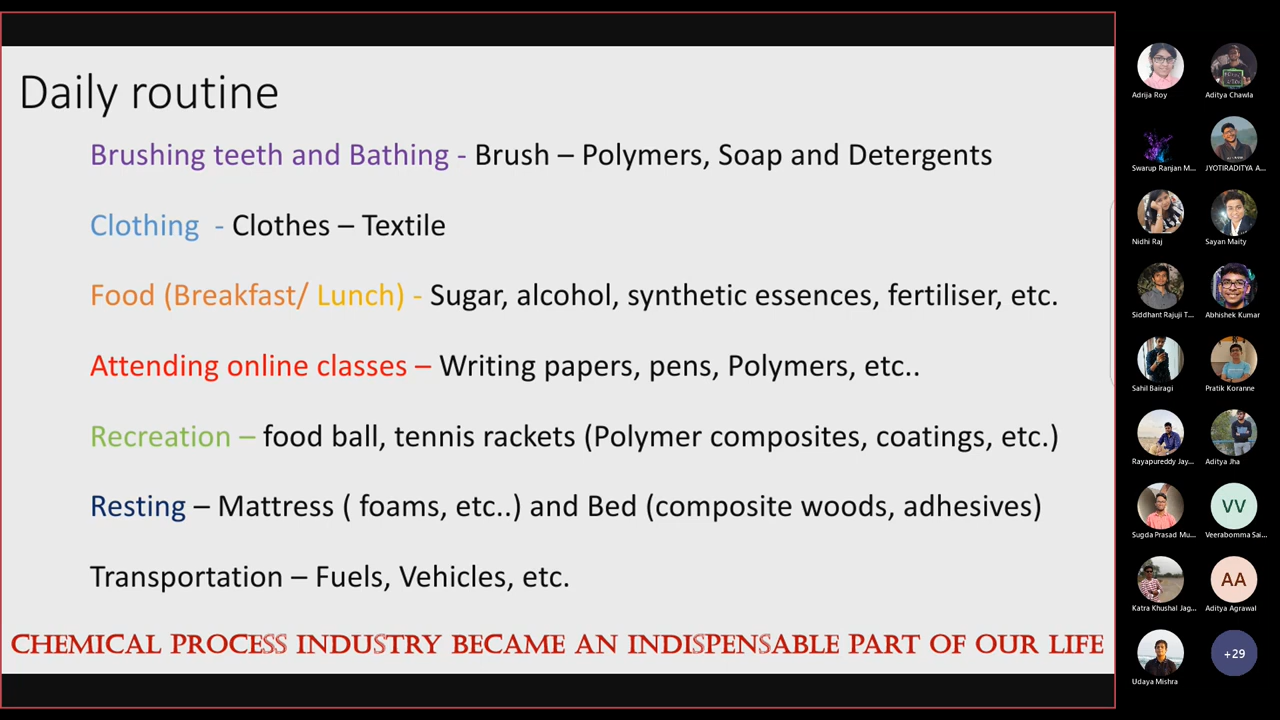 Daily routine
Brushing teeth and Bathing - Brush – Polymers, Soap and Detergents
Clothing - Clothes – Textile
Food (Breakfast/ Lunch) - Sugar, alcohol, synthetic essences, fertiliser, etc.
Attending online classes – Writing papers, pens, Polymers, etc..
Recreation – food ball, tennis rackets (Polymer composites, coatings, etc.)
Resting – Mattress ( foams, etc..) and Bed (composite woods, adhesives)
Transportation – Fuels, Vehicles, etc.
CHEMICAL PROCESS INDUSTRY BECAME AN INDISPENSABLE PART OF OUR LIFE
Adrija Roy
Aditya Chawla
Swarup Ranjan M...
JYOTIRADITYA A...
Nidhi Raj
Sayan Maity
Siddhant Rajuji T...
Abhishek Kumar
Sahil Bairagi
Pratik Koranne
Rayapureddy Jay...
Aditya Jha
VV
Sugda Prasad Mu...
Veerabomma Sai...
AA
Katra Khushal Jag...
Aditya Agrawal
+29
Udaya Mishra